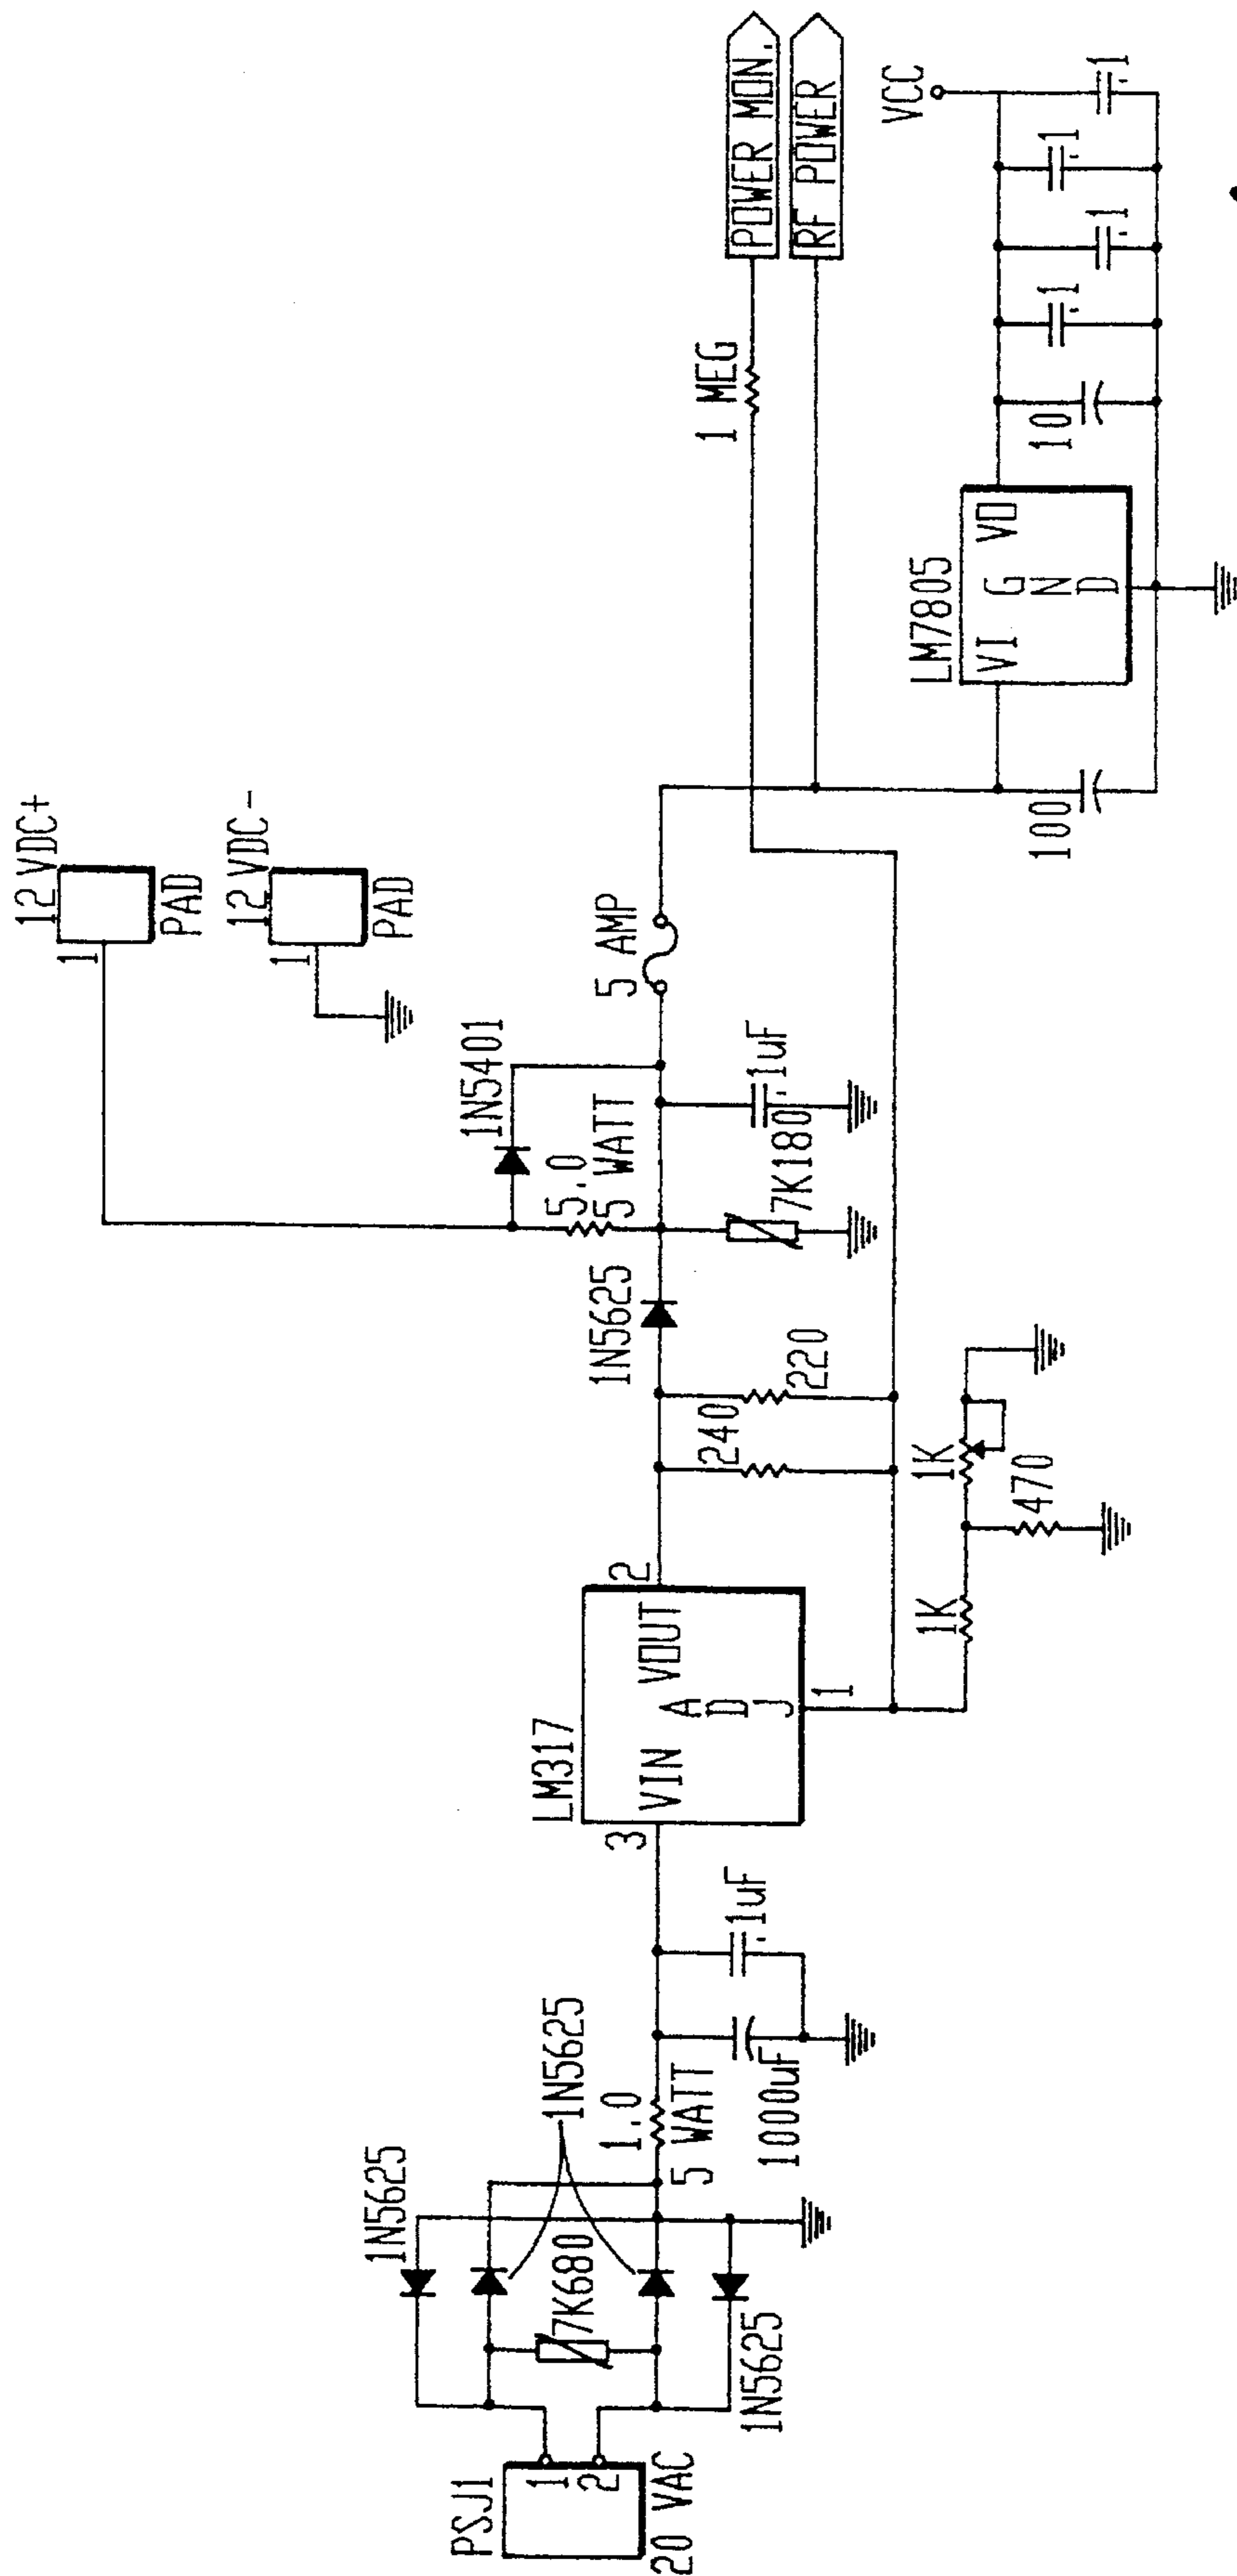 PSJ1
1
2
20 VAC
1N5625
7K680
1N5625
1N5625
1.0
5 WATT
1000uF
.1uF
LM317
3
VIN
VOUT
2
A
D
J
1
240
220
1K
1K
470
1N5625
5.0
5 WATT
1N5401
7K180
.1uF
5 AMP
12 VDC+
1
PAD
12 VDC -
1
PAD
1 MEG
POWER MON.
RF POWER
100
LM7805
VI
G
N
D
VO
10
.1
.1
.1
.1
VCC